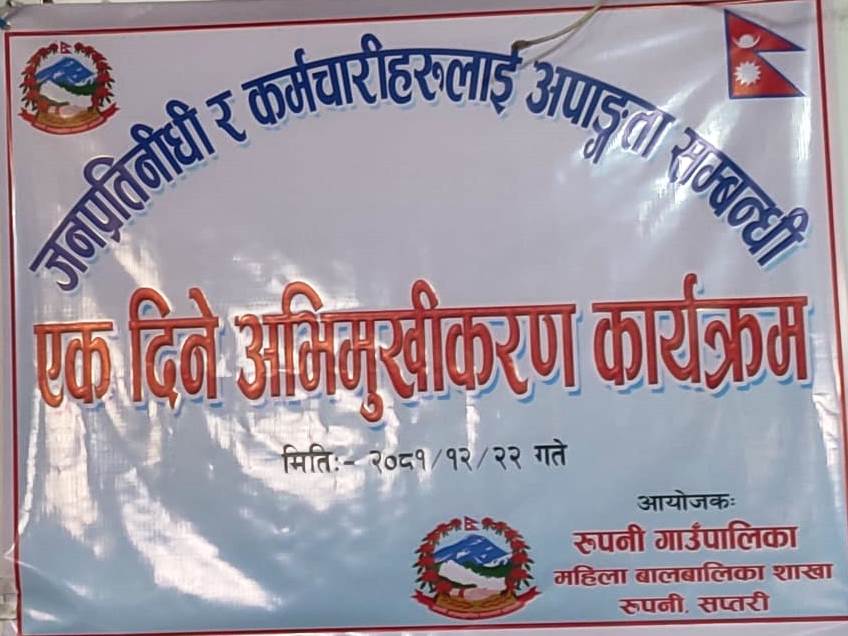 जनप्रतिनीधी र कर्मचारीहरुलाई अपाङ्गता सम्बन्धी
एक दिने अभिमुखीकरण कार्यक्रम
मितिः- २०८१/१२/२२ गते
आयोजकः
रुपनी गाउँपालिका
महिला बालबालिका शाखा
रुपनी, सप्तरी